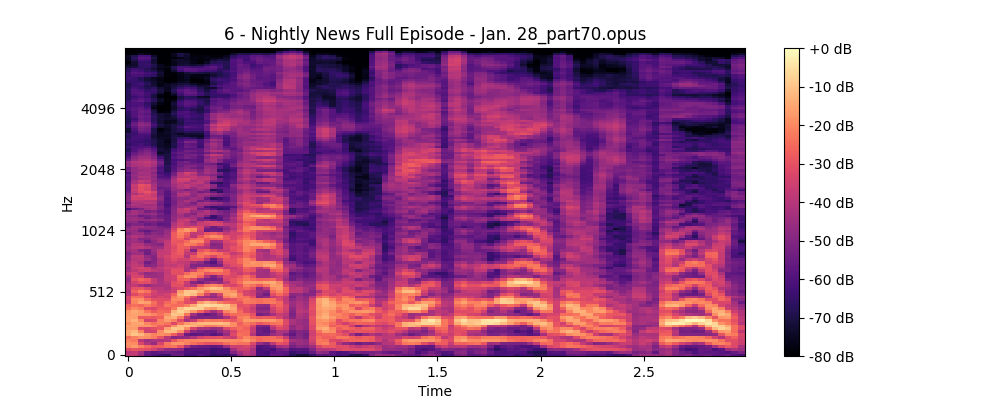 6 - Nightly News Full Episode - Jan. 28_part70.opus
4096
2048
1024
512
0
Hz
0
0.5
1
1.5
2
2.5
Time
+0 dB
-10 dB
-20 dB
-30 dB
-40 dB
-50 dB
-60 dB
-70 dB
-80 dB